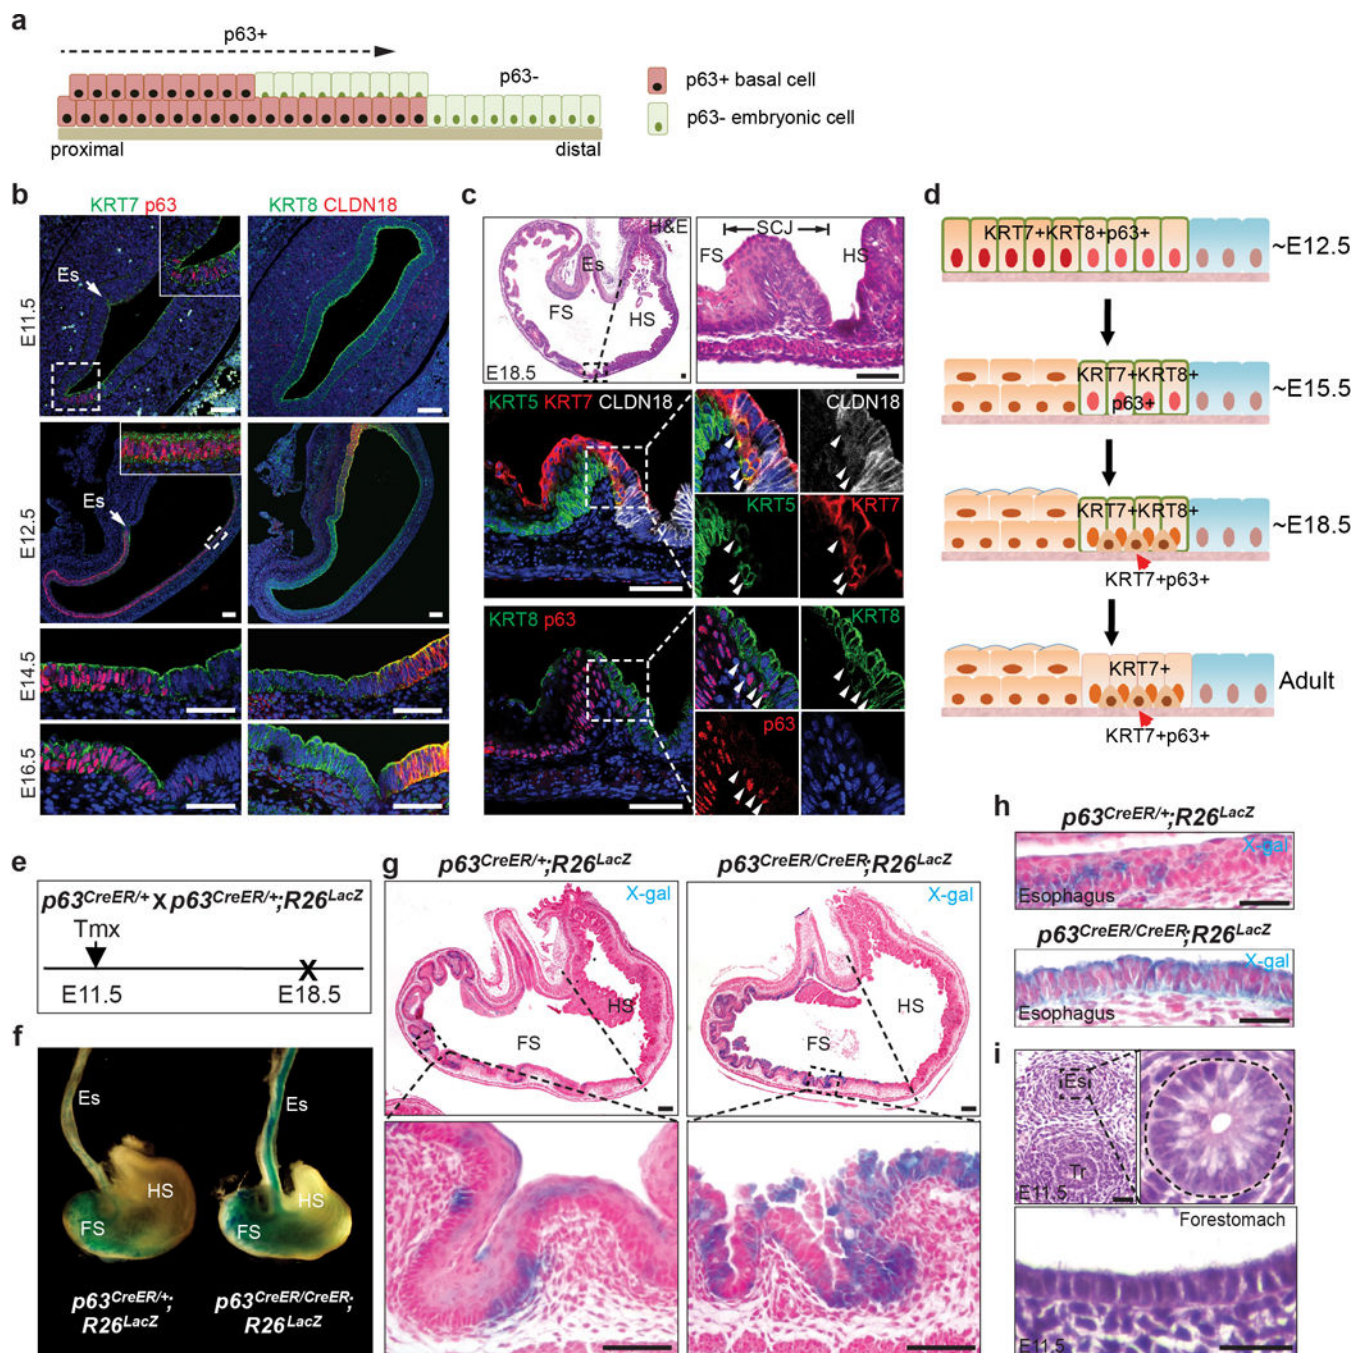 a
p63+
p63-
proximal
distal
p63+ basal cell
p63- embryonic cell
b
KRT7 p63
KRT8 CLDN18
E11.5
Es
E12.5
Es
E14.5
E16.5
c
H&E
Es
FS
HS
E18.5
SCJ
FS
HS
KRT5 KRT7 CLDN18
CLDN18
KRT5
KRT7
KRT8 p63
KRT8
p63
d
KRT7+KRT8+p63+
~E12.5
KRT7+KRT8+
p63+
~E15.5
KRT7+KRT8+
~E18.5
KRT7+p63+
KRT7+
Adult
KRT7+p63+
e
p63CreER/+ x p63CreER/+;R26LacZ
Tmx
X
E11.5
E18.5
f
Es
Es
HS
HS
FS
FS
p63CreER/+;
R26LacZ
p63CreER/CreER;
R26LacZ
g
p63CreER/+;R26LacZ
p63CreER/CreER;R26LacZ
X-gal
X-gal
HS
HS
FS
FS
h
p63CreER/+;R26LacZ
X-gal
Esophagus
p63CreER/CreER;R26LacZ
X-gal
Esophagus
i
Es
Tr
E11.5
Forestomach
E11.5